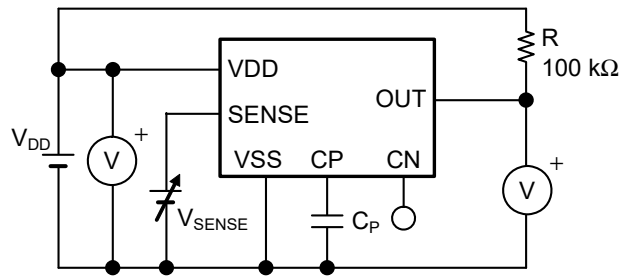 R
100 kΩ
VDD
OUT
SENSE
V_DD
V
+
VSS
CP
CN
V
+
V_SENSE
C_P